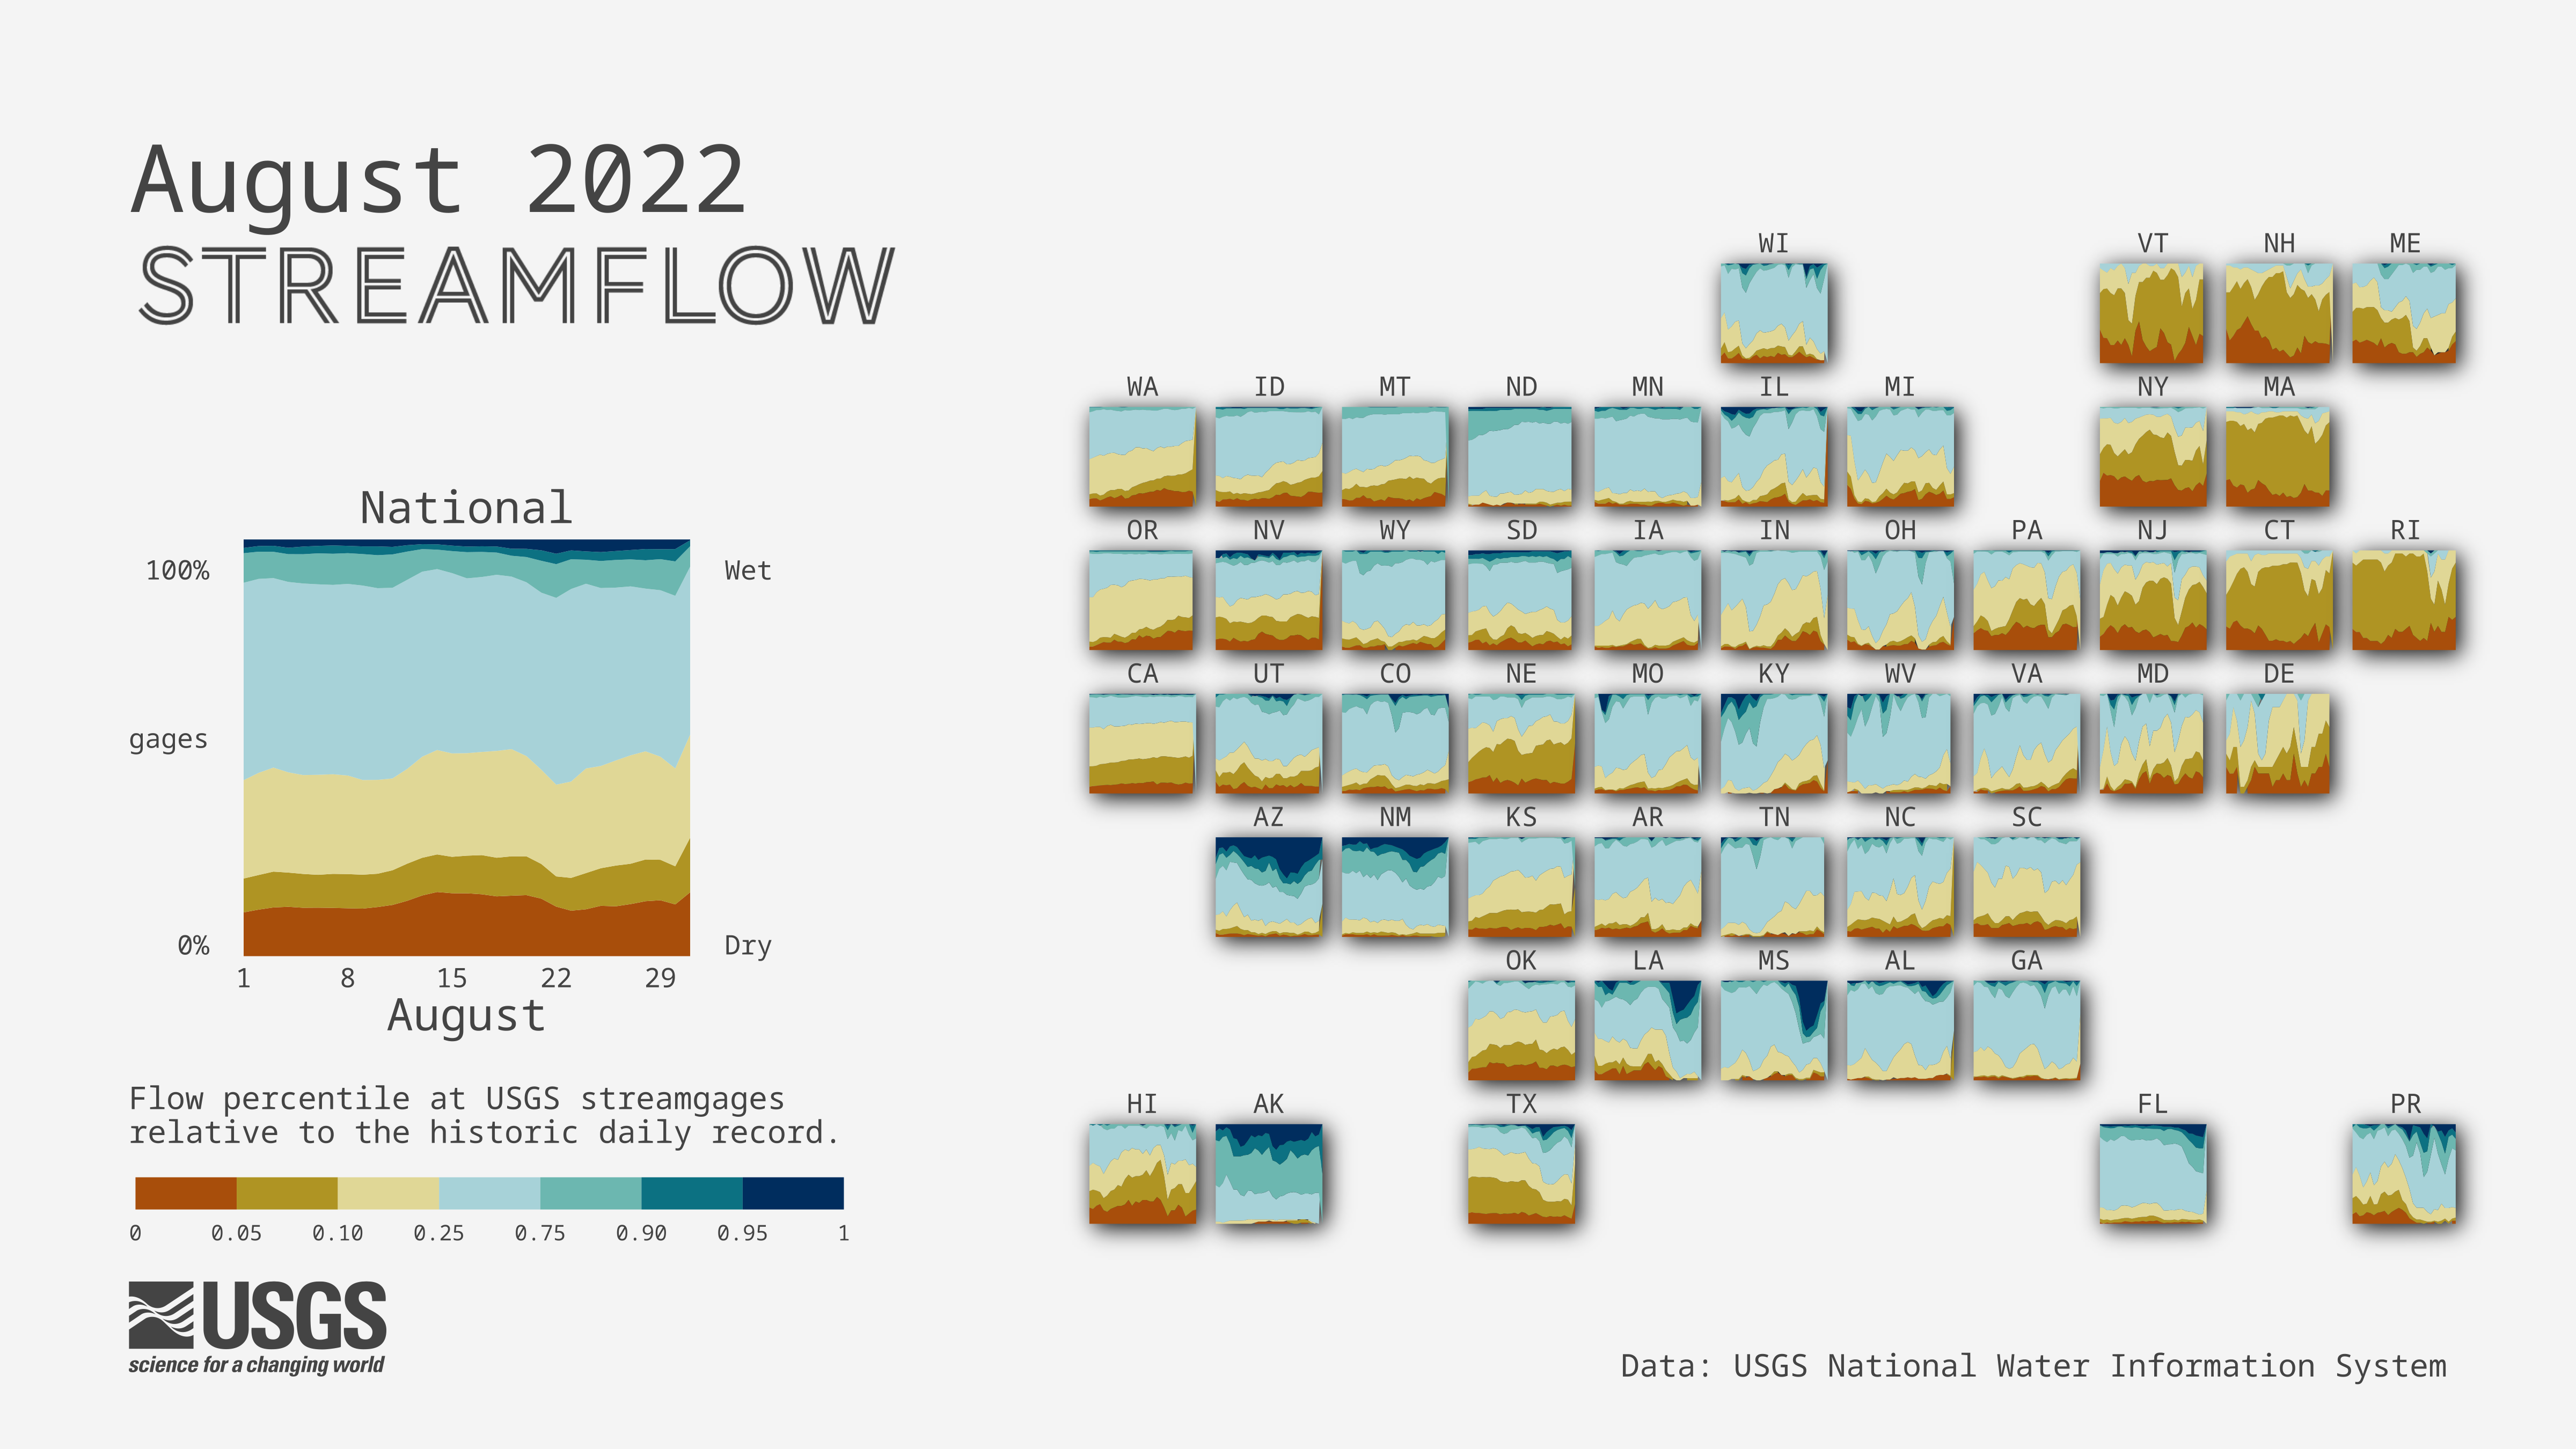 August 2022
STREAMFLOW
National
100%
Wet
gages
0%
Dry
1 8 15 22 29
August
Flow percentile at USGS streamgages
relative to the historic daily record.
0 0.05 0.10 0.25 0.75 0.90 0.95 1
USGS
science for a changing world
WI VT NH ME
WA ID MT ND MN IL MI NY MA
OR NV WY SD IA IN OH PA NJ CT RI
CA UT CO NE MO KY WV VA MD DE
AZ NM KS AR TN NC SC
OK LA MS AL GA
HI AK TX FL PR
Data: USGS National Water Information System